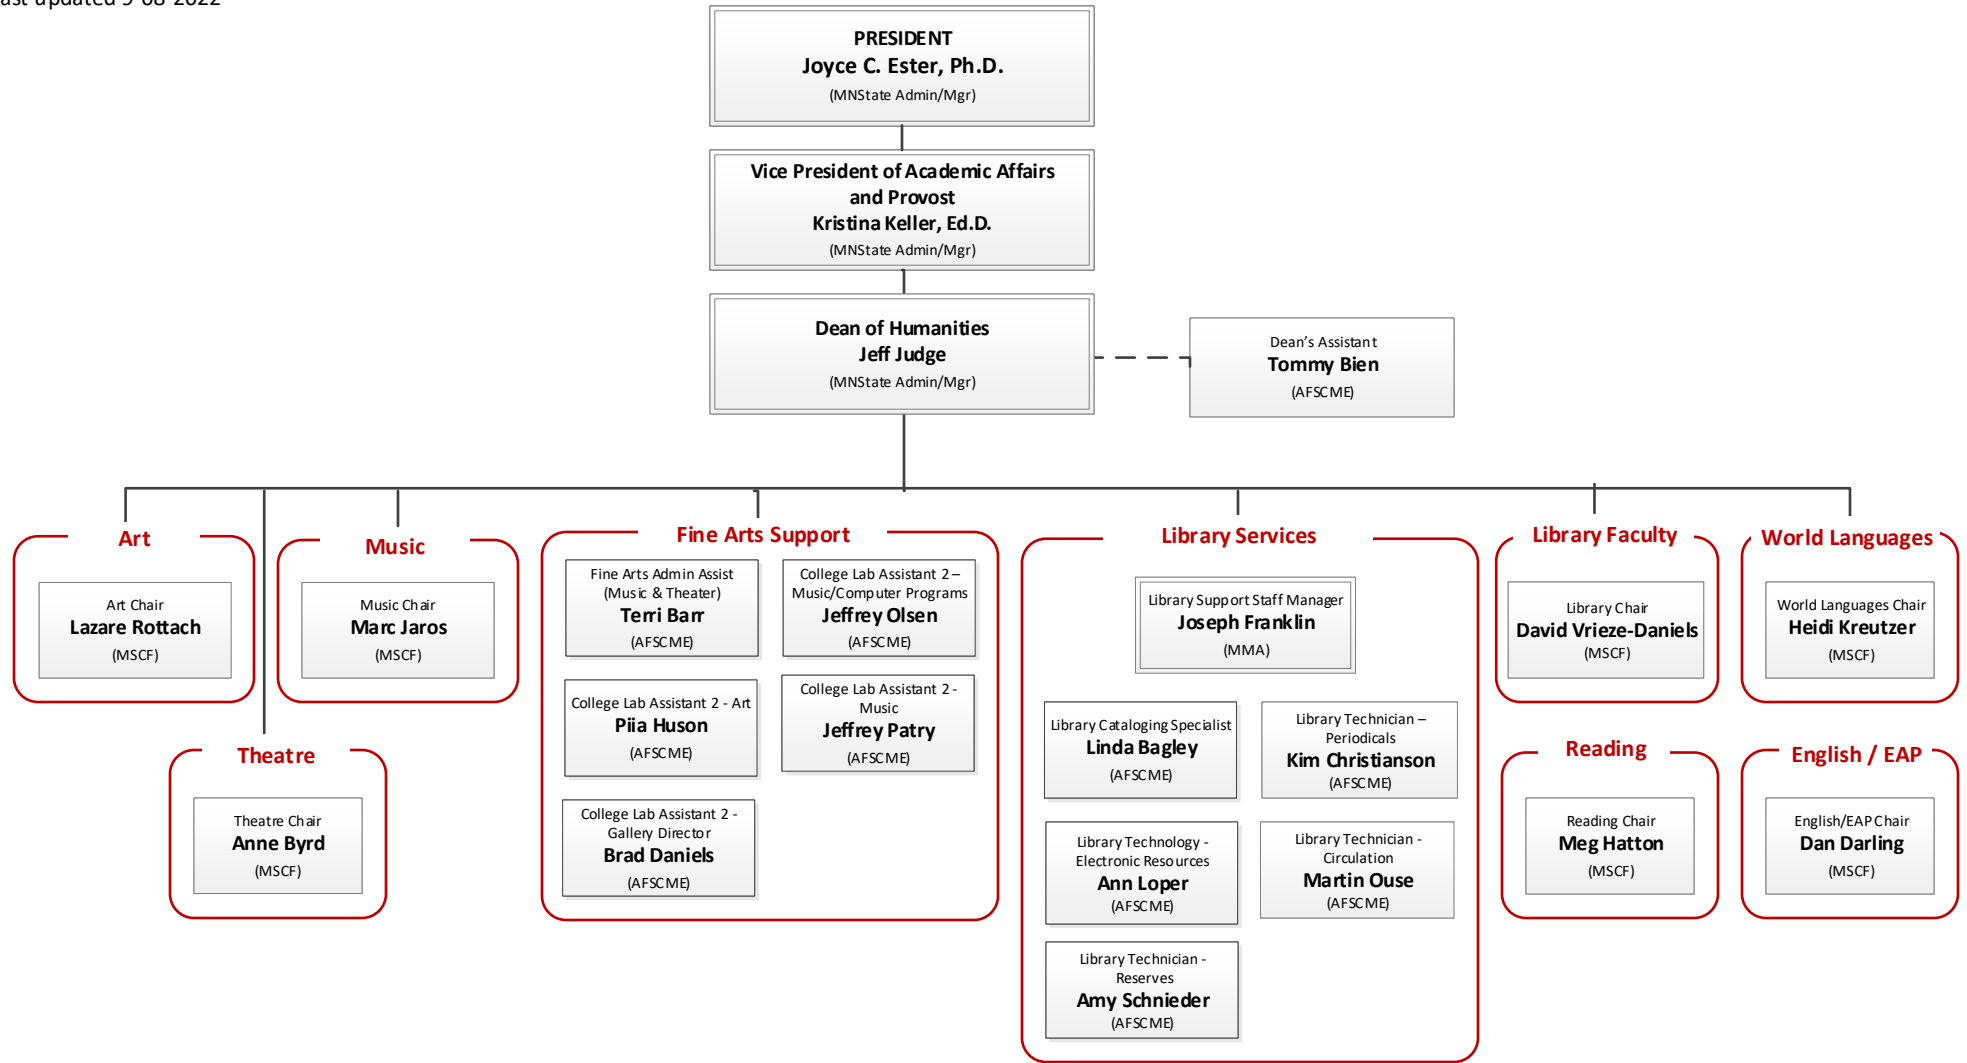 PRESIDENT
Joyce C. Ester, Ph.D.
(MNState Admin/Mgr)
Vice President of Academic Affairs
and Provost
Kristina Keller, Ed.D.
(MNState Admin/Mgr)
Dean of Humanities
Jeff Judge
(MNState Admin/Mgr)
Dean's Assistant
Tommy Bien
(AFSCME)
Art
Art Chair
Lazare Rottach
(MSCF)
Theatre
Theatre Chair
Anne Byrd
(MSCF)
Music
Music Chair
Marc Jaros
(MSCF)
Fine Arts Support
Fine Arts Admin Assist
(Music & Theater)
Terri Barr
(AFSCME)
College Lab Assistant 2 –
Music/Computer Programs
Jeffrey Olsen
(AFSCME)
College Lab Assistant 2 - Art
Piia Huson
(AFSCME)
College Lab Assistant 2 -
Music
Jeffrey Patry
(AFSCME)
College Lab Assistant 2 -
Gallery Director
Brad Daniels
(AFSCME)
Library Services
Library Support Staff Manager
Joseph Franklin
(MMA)
Library Cataloging Specialist
Linda Bagley
(AFSCME)
Library Technician –
Periodicals
Kim Christianson
(AFSCME)
Library Technology -
Electronic Resources
Ann Loper
(AFSCME)
Library Technician -
Circulation
Martin Ouse
(AFSCME)
Library Technician -
Reserves
Amy Schnieder
(AFSCME)
Library Faculty
Library Chair
David Vrieze-Daniels
(MSCF)
Reading
Reading Chair
Meg Hatton
(MSCF)
World Languages
World Languages Chair
Heidi Kreutzer
(MSCF)
English / EAP
English/EAP Chair
Dan Darling
(MSCF)